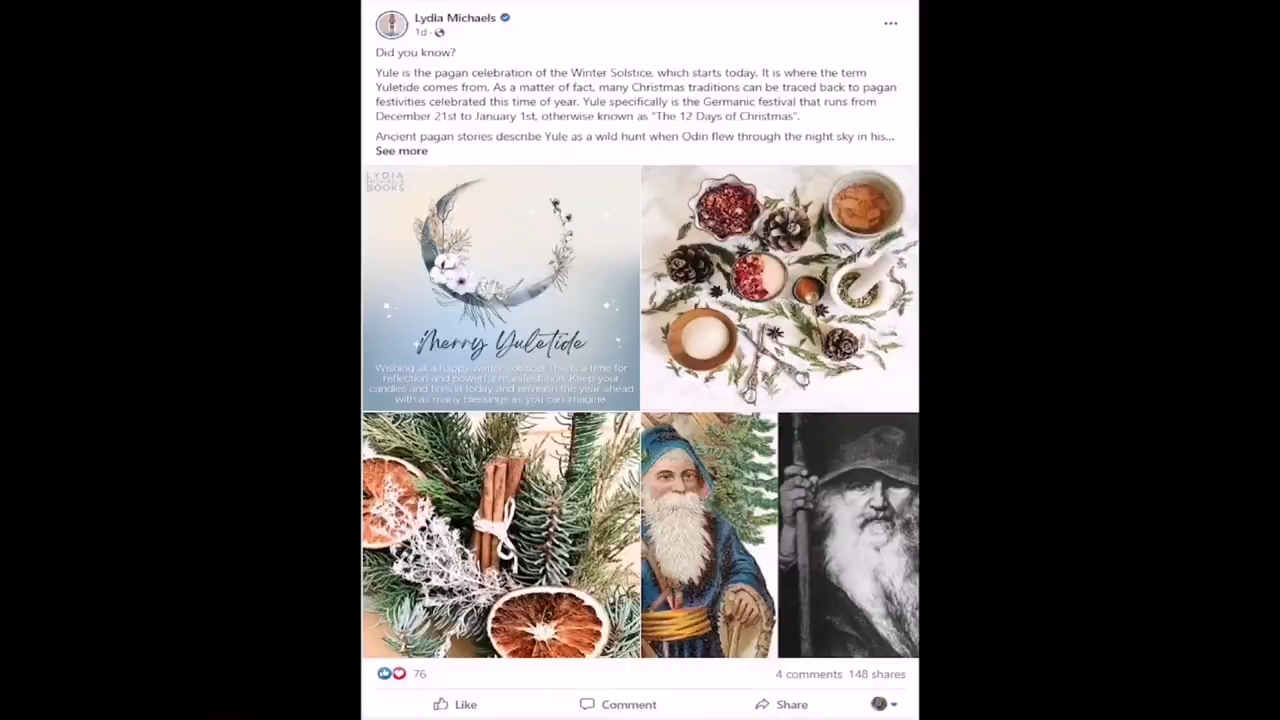 Lydia Michaels
1d ·
Did you know?
Yule is the pagan celebration of the Winter Solstice, which starts today. It is where the term
Yuletide comes from. As a matter of fact, many Christmas traditions can be traced back to pagan
festivities celebrated this time of year. Yule specifically is the Germanic festival that runs from
December 21st to January 1st, otherwise known as "The 12 Days of Christmas".
Ancient pagan stories describe Yule as a wild hunt when Odin flew through the night sky in his...
See more
LYDIA
MICHAELS
BOOKS
Merry Yuletide
Wishing all a happy winter solstice! This is a time for
reflection and powerful manifestation. Keep your
candles and fires lit today and envision the year ahead
with as many blessings as you can imagine.
76
4 comments 148 shares
Like
Comment
Share